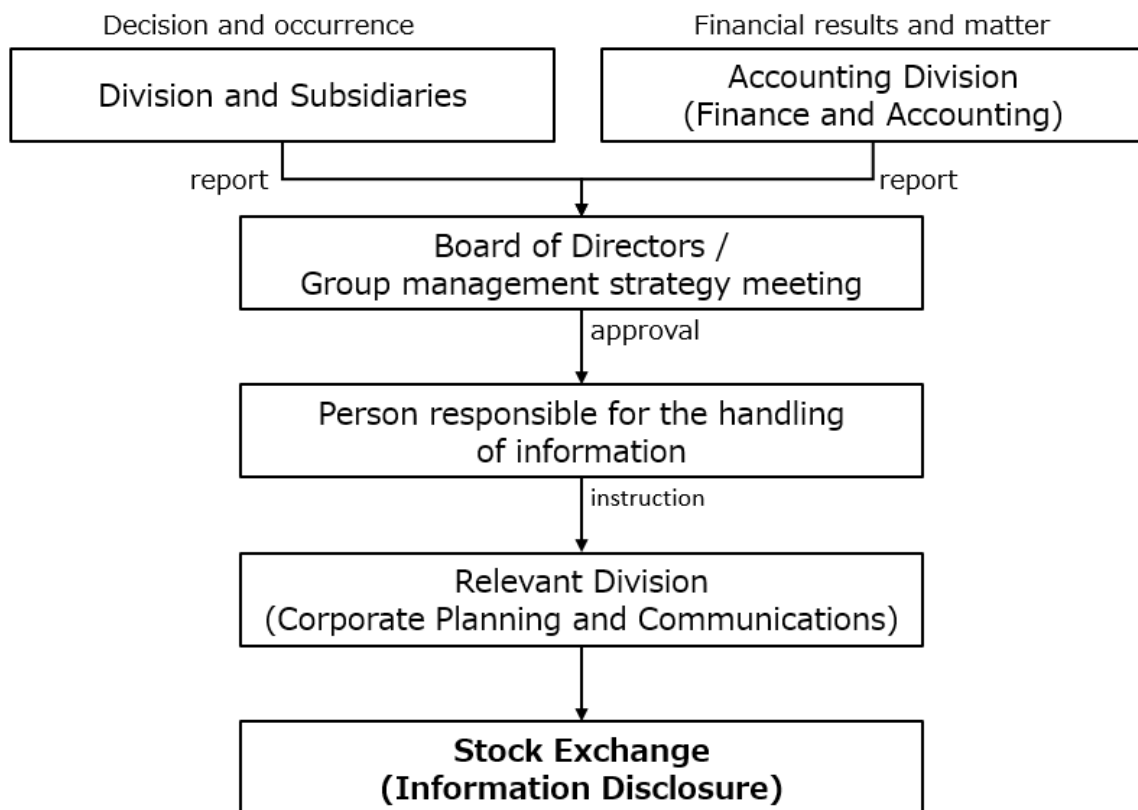 Decision and occurrence
Financial results and matter
Division and Subsidiaries
Accounting Division
(Finance and Accounting)
report
report
Board of Directors /
Group management strategy meeting
approval
Person responsible for the handling
of information
instruction
Relevant Division
(Corporate Planning and Communications)
Stock Exchange
(Information Disclosure)